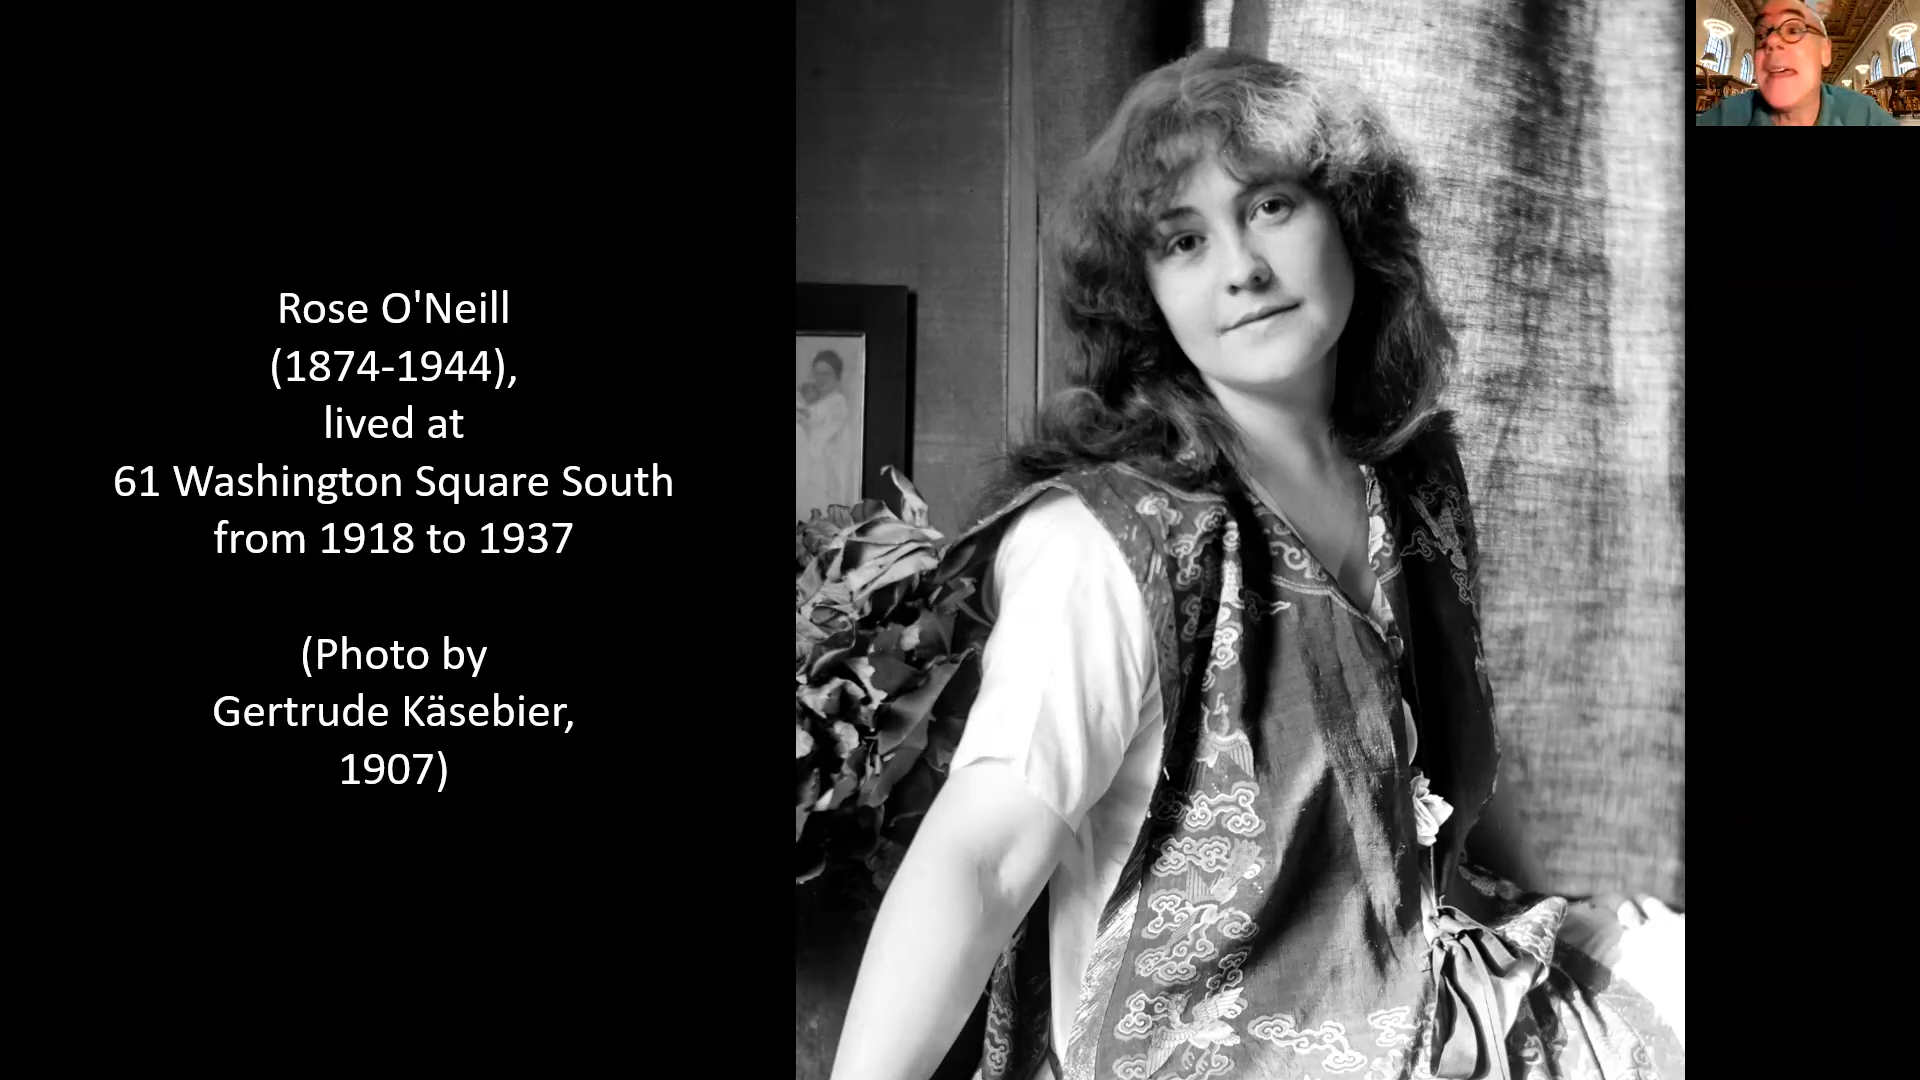 Rose O'Neill
(1874-1944),
lived at
61 Washington Square South
from 1918 to 1937
(Photo by
Gertrude Käsebier,
1907)